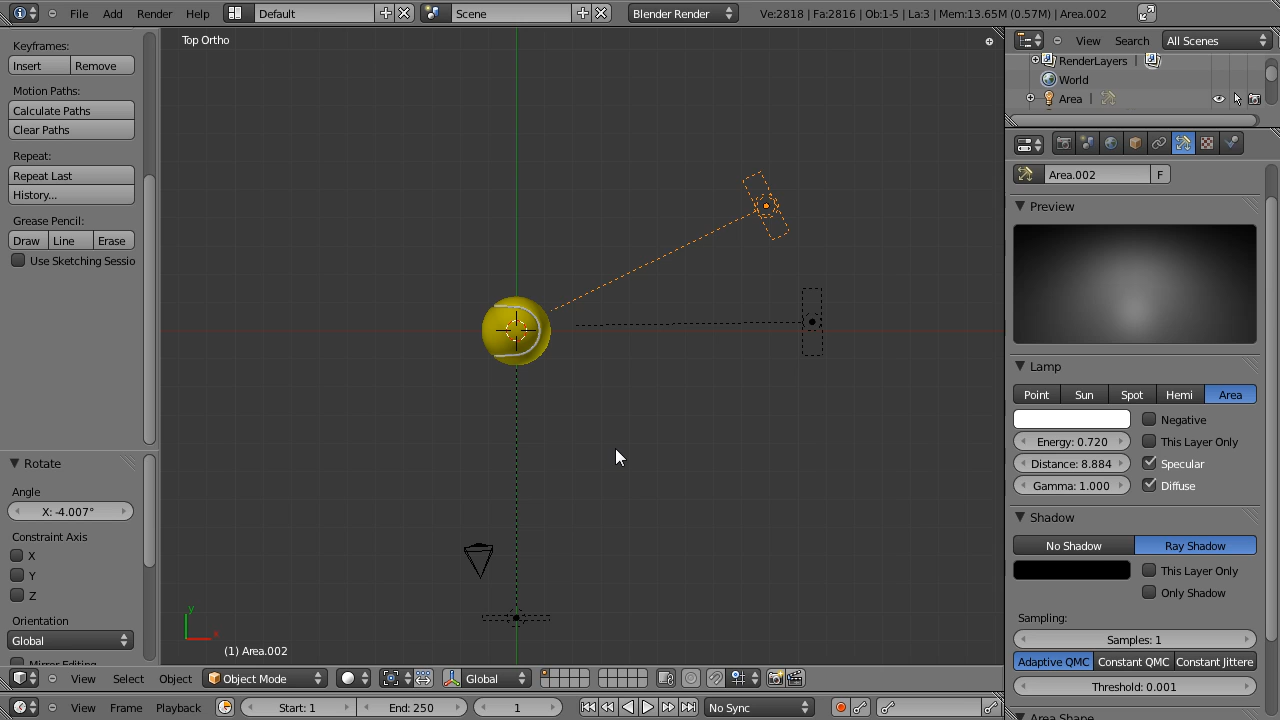 File Add Render Help Default Scene Blender Render Ve:2818 | Fa:2816 | Ob:1-5 | La:3 | Mem:13.65M (0.57M) | Area.002
Keyframes:
Insert Remove
Motion Paths:
Calculate Paths
Clear Paths
Repeat:
Repeat Last
History...
Grease Pencil:
Draw Line Erase
Use Sketching Sessio
Rotate
Angle
X: -4.007°
Constraint Axis
X
Y
Z
Orientation
Global
Mirror Editing
Top Ortho
y
x
(1) Area.002
View Select Object Object Mode Global
View Frame Playback Start: 1 End: 250 1 No Sync
View Search All Scenes
RenderLayers |
World
Area |
Area.002 F
Preview
Lamp
Point Sun Spot Hemi Area
Negative
Energy: 0.720 This Layer Only
Distance: 8.884 Specular
Gamma: 1.000 Diffuse
Shadow
No Shadow Ray Shadow
This Layer Only
Only Shadow
Sampling:
Samples: 1
Adaptive QMC Constant QMC Constant Jittere
Threshold: 0.001
Area Shape